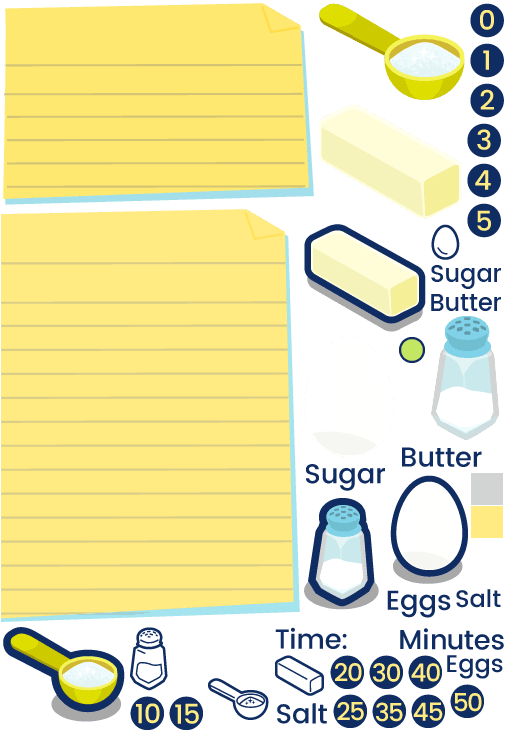 0
1
2
3
4
5
Sugar
Butter
Butter
Sugar
Eggs Salt
Time: Minutes
20 30 40 Eggs
10 15
Salt 25 35 45 50